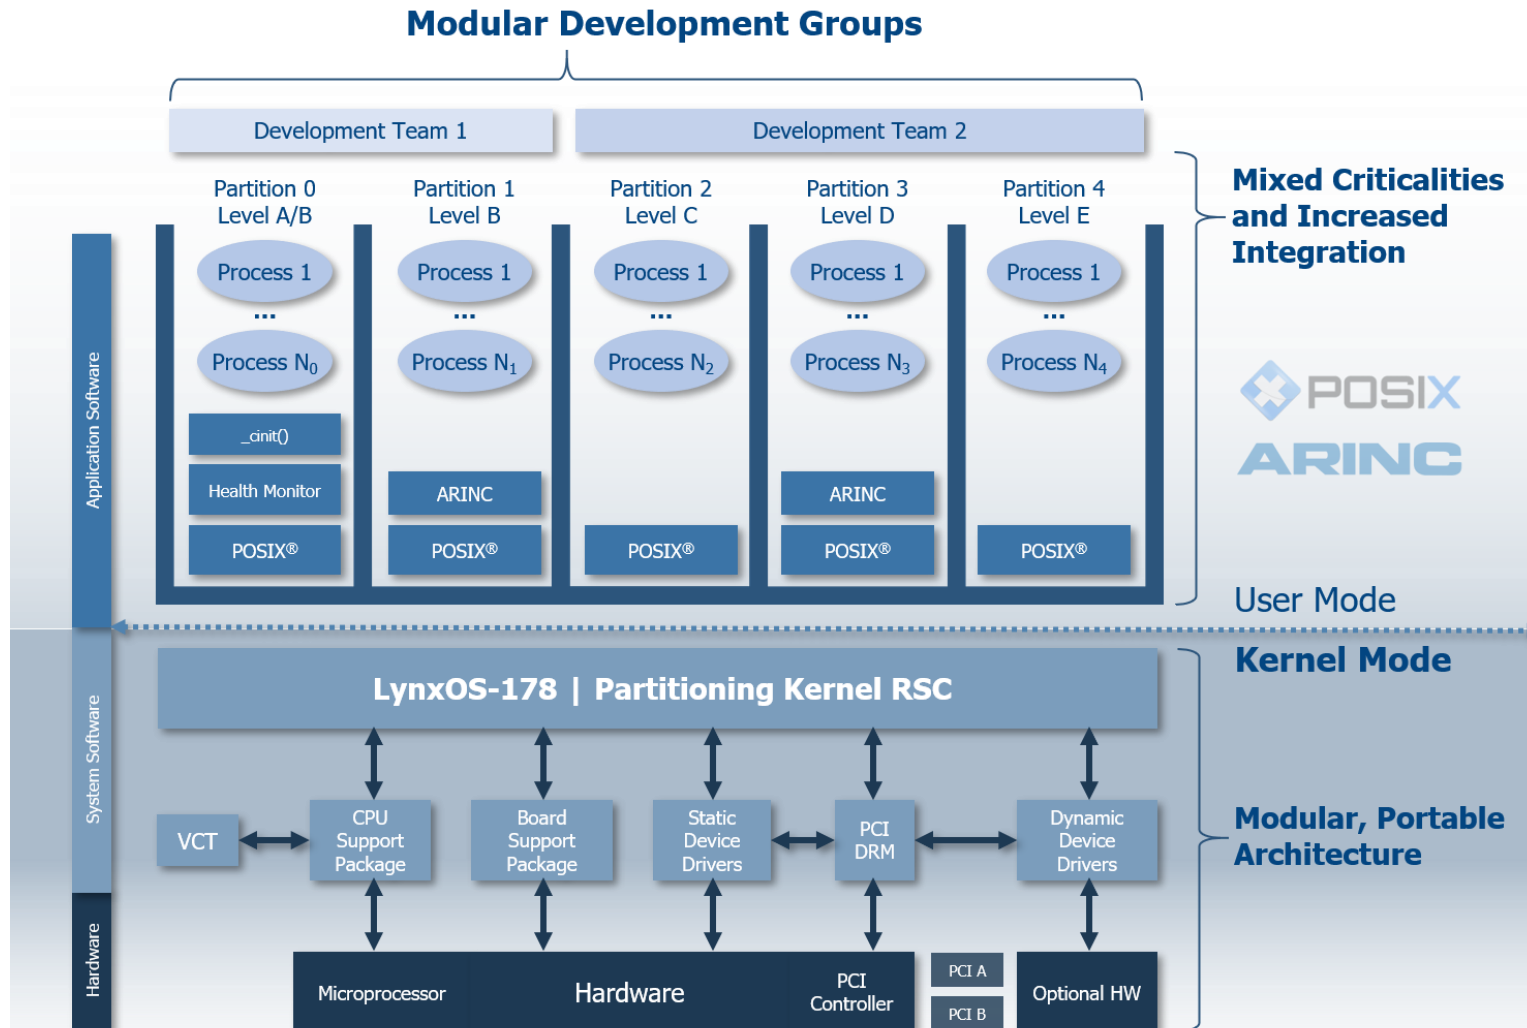 Modular Development Groups
Development Team 1
Development Team 2
Partition 0
Level A/B
Partition 1
Level B
Partition 2
Level C
Partition 3
Level D
Partition 4
Level E
Mixed Criticalities
and Increased
Integration
Process 1
Process 1
Process 1
Process 1
Process 1
...
...
...
...
...
Process N₀
Process N₁
Process N₂
Process N₃
Process N₄
Application Software
_cinit()
Health Monitor
POSIX®
ARINC
POSIX®
POSIX®
ARINC
POSIX®
POSIX®
POSIX
ARINC
User Mode
Kernel Mode
System Software
LynxOS-178 | Partitioning Kernel RSC
VCT
CPU
Support
Package
Board
Support
Package
Static
Device
Drivers
PCI
DRM
Dynamic
Device
Drivers
Modular, Portable
Architecture
Hardware
Microprocessor
Hardware
PCI
Controller
PCI A
PCI B
Optional HW